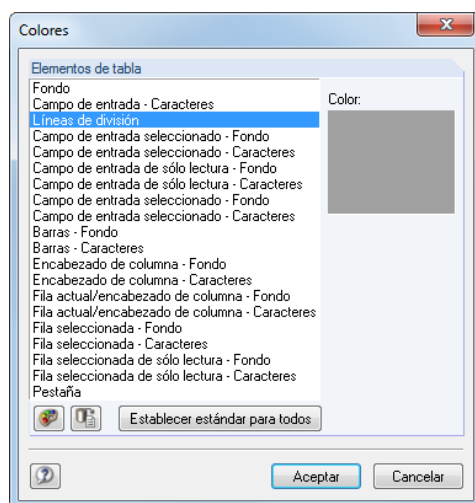 Colores
Elementos de tabla
Fondo
Campo de entrada - Caracteres
Líneas de división
Campo de entrada seleccionado - Fondo
Campo de entrada seleccionado - Caracteres
Campo de entrada de sólo lectura - Fondo
Campo de entrada de sólo lectura - Caracteres
Campo de entrada seleccionado - Fondo
Campo de entrada seleccionado - Caracteres
Barras - Fondo
Barras - Caracteres
Encabezado de columna - Fondo
Encabezado de columna - Caracteres
Fila actual/encabezado de columna - Fondo
Fila actual/encabezado de columna - Caracteres
Fila seleccionada - Fondo
Fila seleccionada - Caracteres
Fila seleccionada de sólo lectura - Fondo
Fila seleccionada de sólo lectura - Caracteres
Pestaña
Color:
Establecer estándar para todos
Aceptar
Cancelar